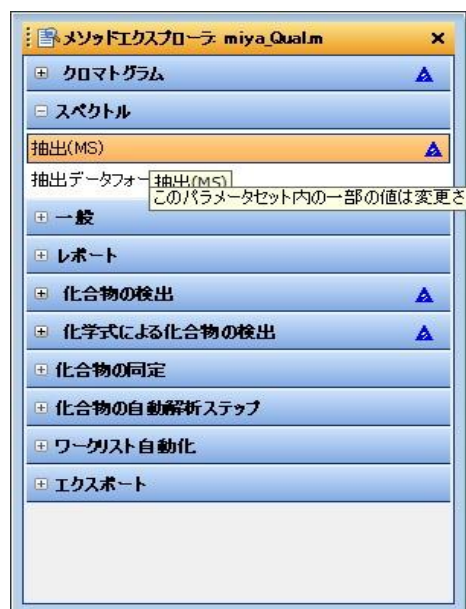 メソッドエクスプローラ: miya_Qual.m
クロマトグラム
スペクトル
抽出(MS)
抽出データフォー
抽出(MS)
このパラメータセット内の一部の値は変更さ
一般
レポート
化合物の検出
化学式による化合物の検出
化合物の同定
化合物の自動解析ステップ
ワークリスト自動化
エクスポート